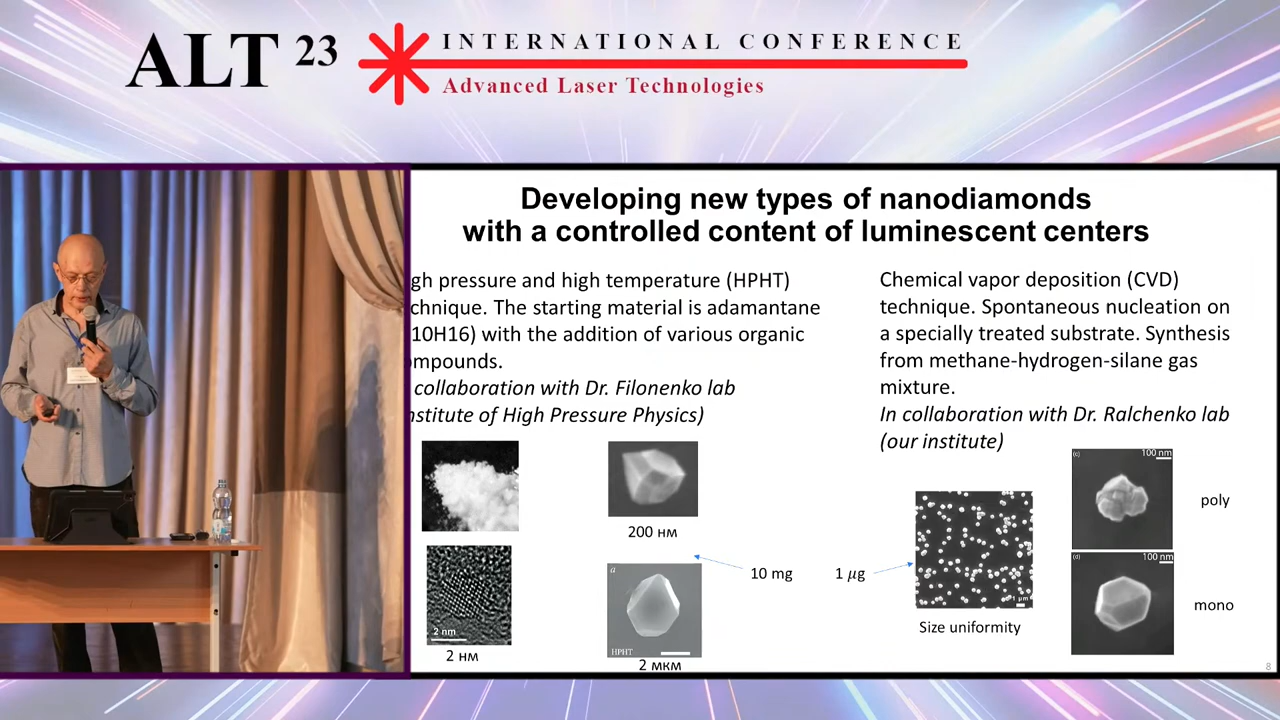 ALT 23
INTERNATIONAL CONFERENCE
Advanced Laser Technologies
Developing new types of nanodiamonds
with a controlled content of luminescent centers
gh pressure and high temperature (HPHT)
chnique. The starting material is adamantane
10H16) with the addition of various organic
mpounds.
collaboration with Dr. Filonenko lab
nstitute of High Pressure Physics)
Chemical vapor deposition (CVD)
technique. Spontaneous nucleation on
a specially treated substrate. Synthesis
from methane-hydrogen-silane gas
mixture.
In collaboration with Dr. Ralchenko lab
(our institute)
200 нм
2 nm
2 нм
a
HPHT
2 мкм
10 mg
1 µg
1 µm
Size uniformity
(c)
100 nm
poly
(d)
100 nm
mono
8